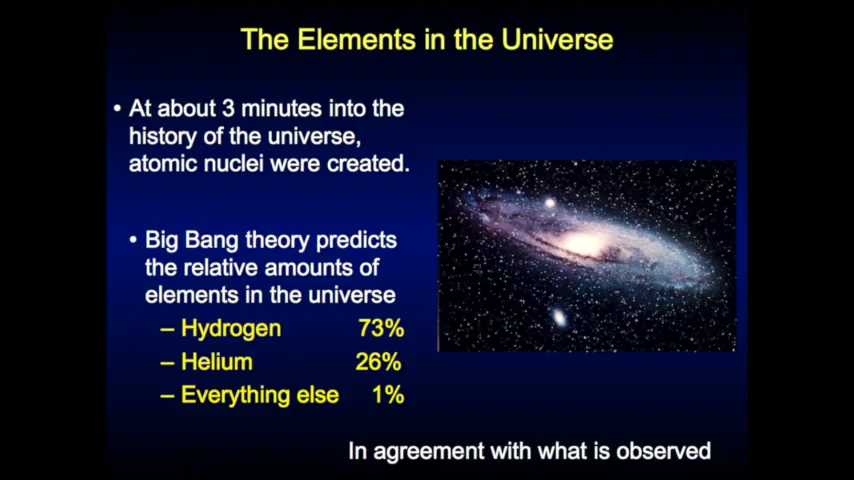 The Elements in the Universe
• At about 3 minutes into the
history of the universe,
atomic nuclei were created.
• Big Bang theory predicts
the relative amounts of
elements in the universe
– Hydrogen 73%
– Helium 26%
– Everything else 1%
In agreement with what is observed